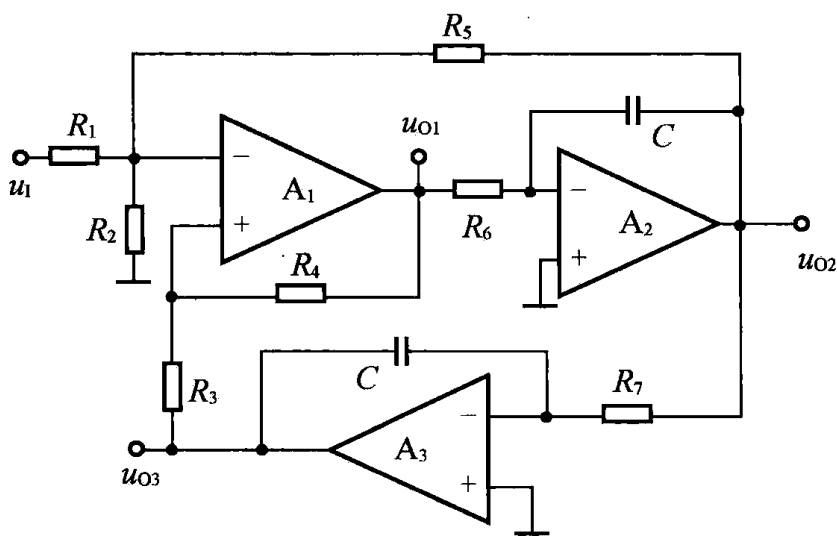 R5
uO1
C
R1
−
uI
A1
R6
−
R2
+
A2
R4
+
uO2
C
R7
R3
−
A3
uO3
+